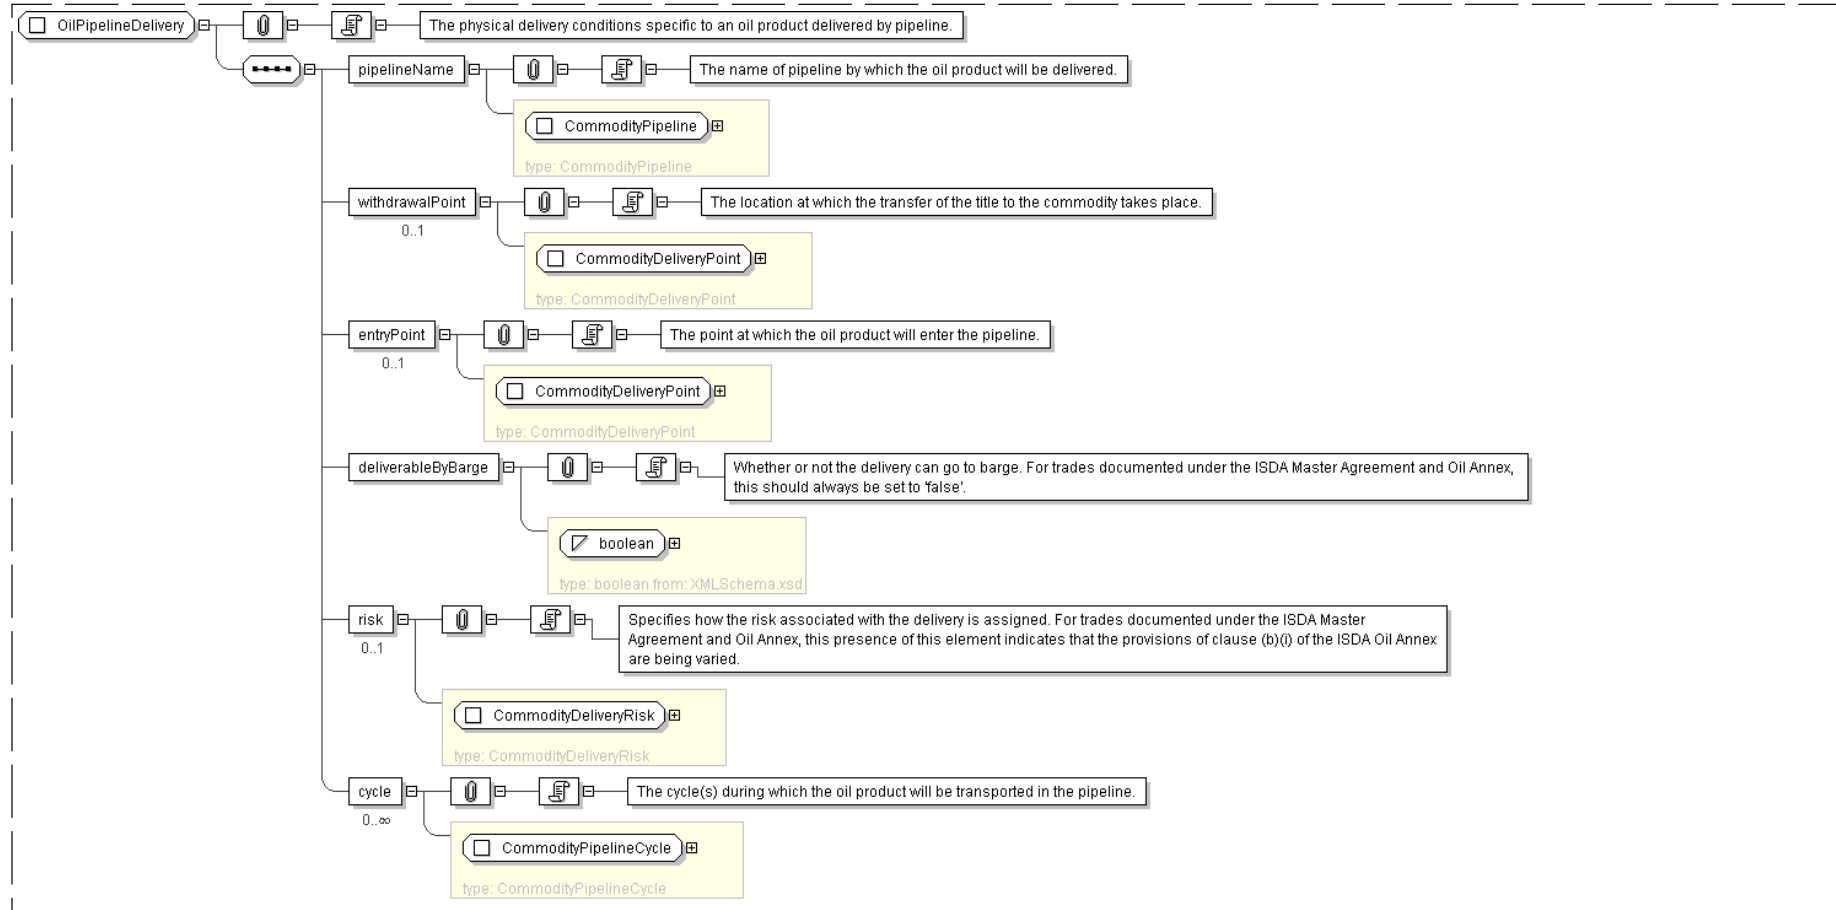 OilPipelineDelivery
The physical delivery conditions specific to an oil product delivered by pipeline.
pipelineName
The name of pipeline by which the oil product will be delivered.
CommodityPipeline
type: CommodityPipeline
withdrawalPoint
The location at which the transfer of the title to the commodity takes place.
0..1
CommodityDeliveryPoint
type: CommodityDeliveryPoint
entryPoint
The point at which the oil product will enter the pipeline.
0..1
CommodityDeliveryPoint
type: CommodityDeliveryPoint
deliverableByBarge
Whether or not the delivery can go to barge. For trades documented under the ISDA Master Agreement and Oil Annex,
this should always be set to 'false'.
boolean
type: boolean from: XMLSchema.xsd
risk
Specifies how the risk associated with the delivery is assigned. For trades documented under the ISDA Master
Agreement and Oil Annex, this presence of this element indicates that the provisions of clause (b)(i) of the ISDA Oil Annex
are being varied.
0..1
CommodityDeliveryRisk
type: CommodityDeliveryRisk
cycle
The cycle(s) during which the oil product will be transported in the pipeline.
0..∞
CommodityPipelineCycle
type: CommodityPipelineCycle